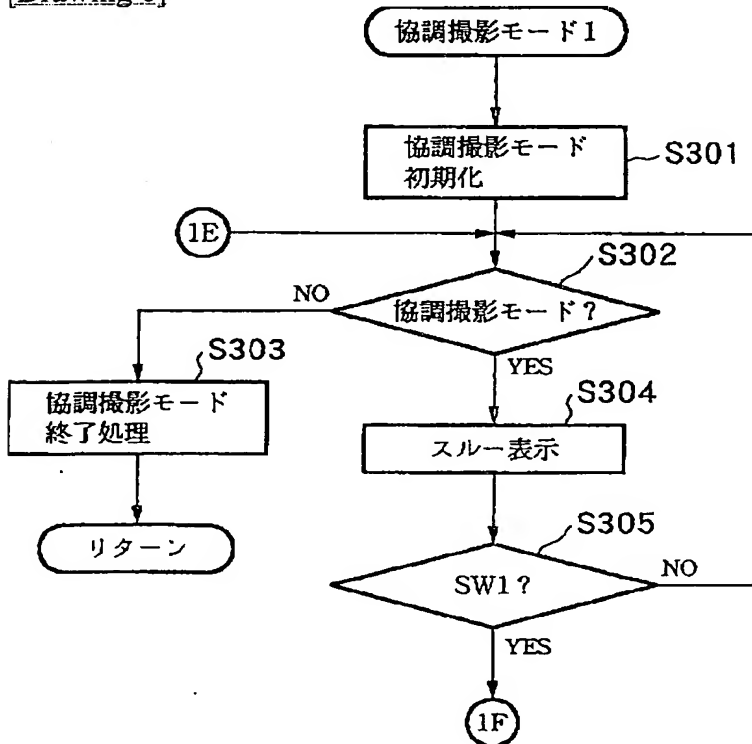 協調撮影モード1
協調撮影モード
初期化
S301
1E
S302
協調撮影モード？
NO
YES
S303
協調撮影モード
終了処理
S304
スルー表示
リターン
S305
SW1？
NO
YES
1F